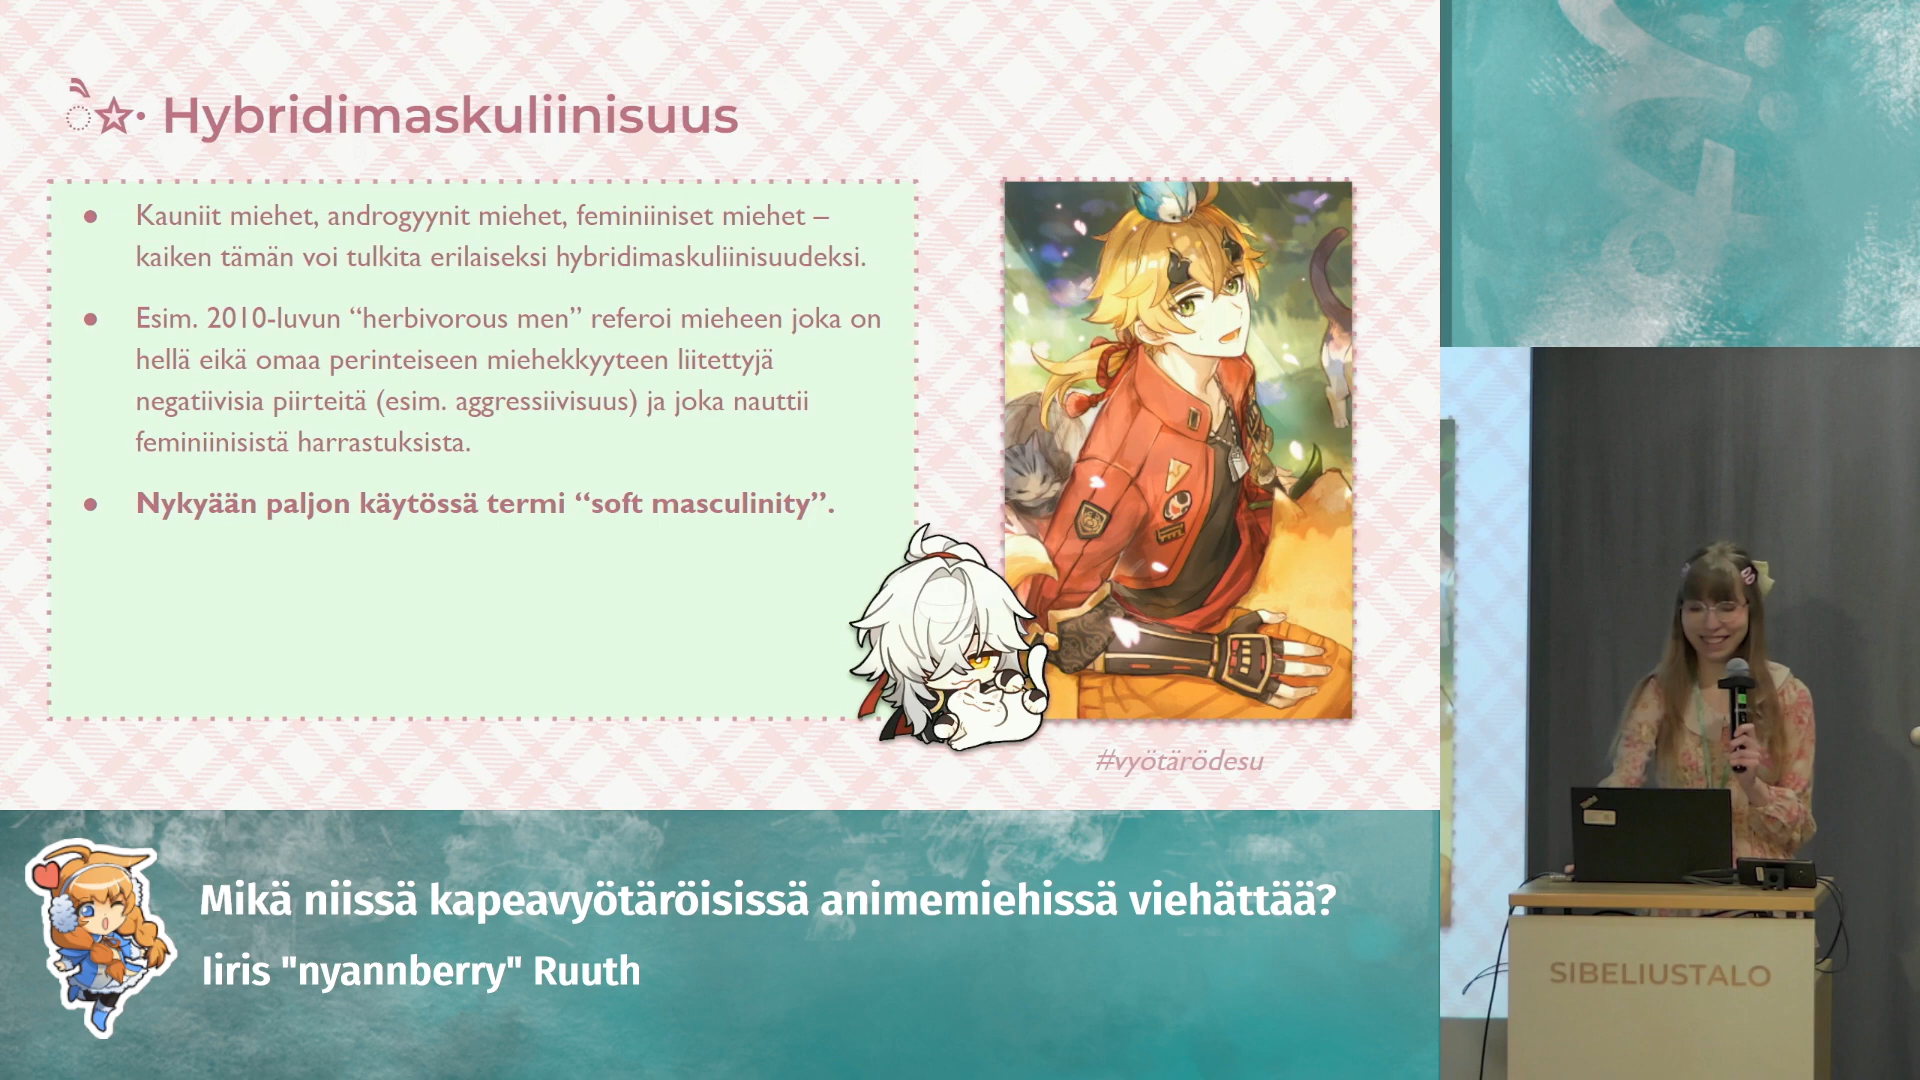 Hybridimaskuliinisuus
● Kauniit miehet, androgyynit miehet, feminiiniset miehet –
kaiken tämän voi tulkita erilaiseksi hybridimaskuliinisuudeksi.
● Esim. 2010-luvun “herbivorous men” referoi mieheen joka on
hellä eikä omaa perinteiseen miehekkyyteen liitettyjä
negatiivisia piirteitä (esim. aggressiivisuus) ja joka nauttii
feminiinisistä harrastuksista.
● Nykyään paljon käytössä termi “soft masculinity”.
#vyötärödesu
Mikä niissä kapeavyötäröisissä animemiehissä viehättää?
Iiris "nyannberry" Ruuth
SIBELIUSTALO